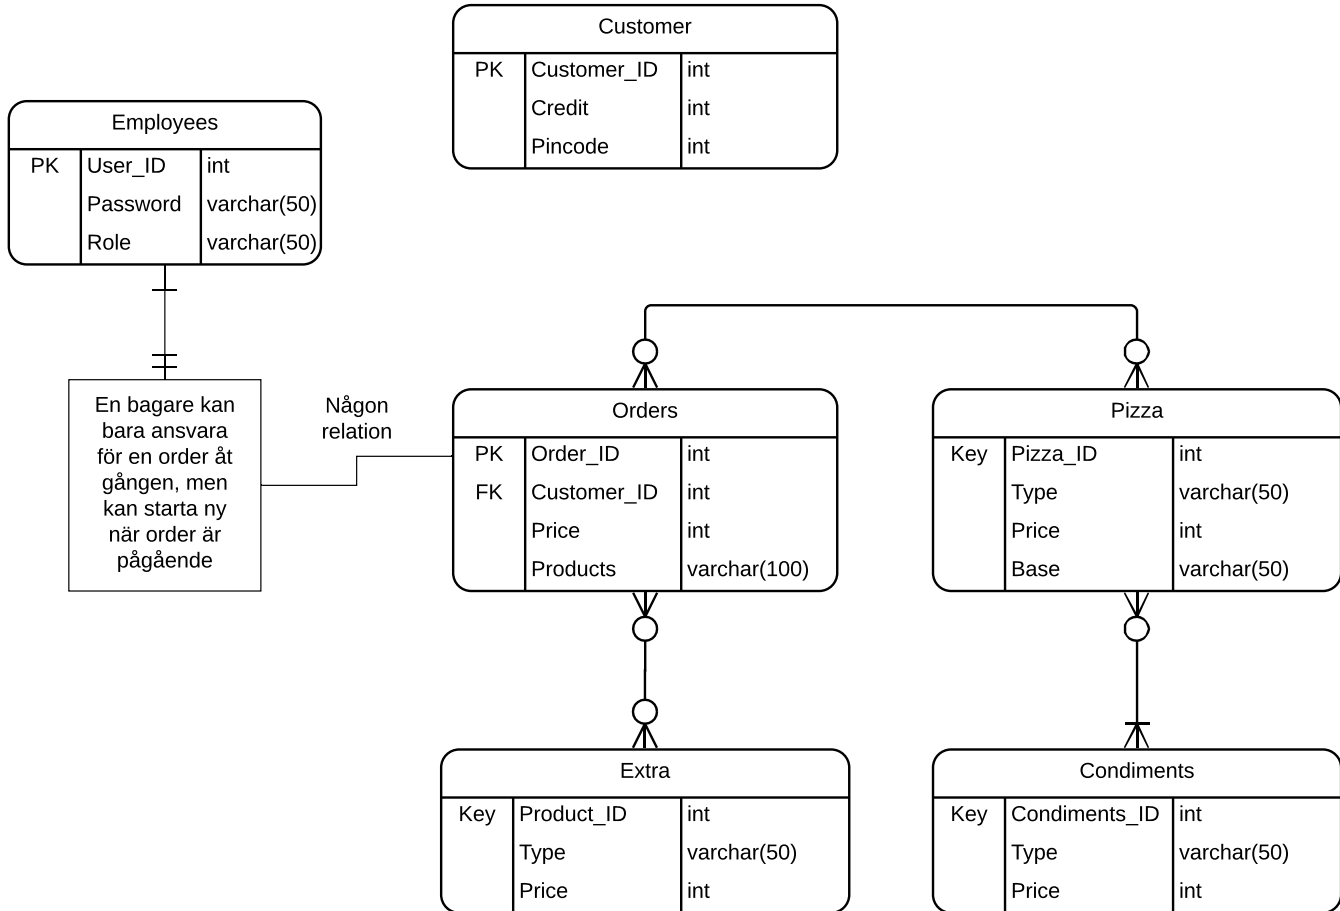 Customer
PK Customer_ID int
Credit int
Pincode int
Employees
PK User_ID int
Password varchar(50)
Role varchar(50)
En bagare kan
bara ansvara
för en order åt
gången, men
kan starta ny
när order är
pågående
Någon
relation
Orders
PK Order_ID int
FK Customer_ID int
Price int
Products varchar(100)
Pizza
Key Pizza_ID int
Type varchar(50)
Price int
Base varchar(50)
Extra
Key Product_ID int
Type varchar(50)
Price int
Condiments
Key Condiments_ID int
Type varchar(50)
Price int